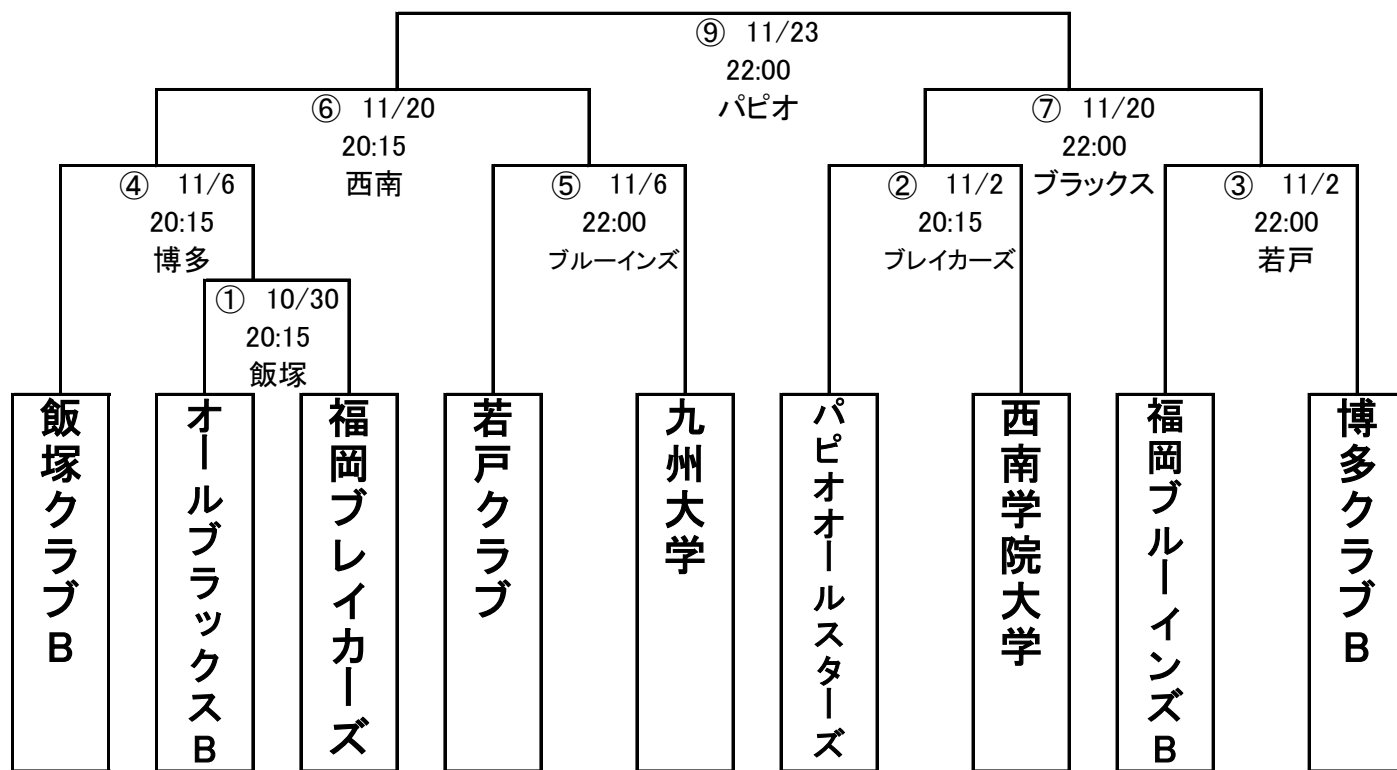 ⑨ 11/23
22:00
パピオ
⑥ 11/20
20:15
西南
⑦ 11/20
22:00
ブラックス
④ 11/6
20:15
博多
⑤ 11/6
22:00
ブルーインズ
② 11/2
20:15
ブレイカーズ
③ 11/2
22:00
若戸
① 10/30
20:15
飯塚
飯塚クラブB
オールブラックスB
福岡ブレイカーズ
若戸クラブ
九州大学
パピオオールスターズ
西南学院大学
福岡ブルーインズB
博多クラブB